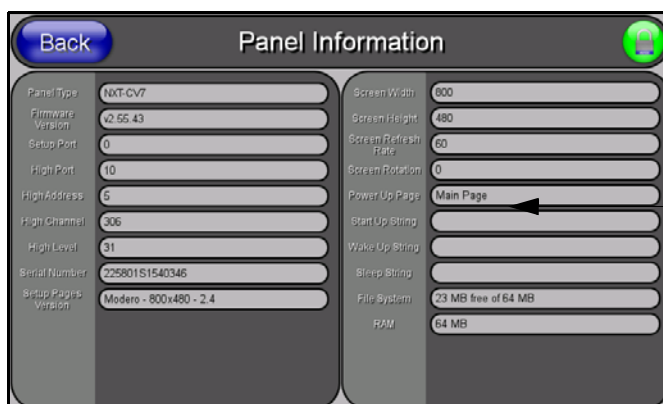 Back
Panel Information
Panel Type
NXT-CV7
Firmware
Version
v2.55.43
Setup Port
0
High Port
10
High Address
5
High Channel
306
High Level
31
Serial Number
225801S1540346
Setup Pages
Version
Modero - 800x480 - 2.4
Screen Width
800
Screen Height
480
Screen Refresh
Rate
60
Screen Rotation
0
Power Up Page
Main Page
Start Up String
Wake Up String
Sleep String
File System
23 MB free of 64 MB
RAM
64 MB